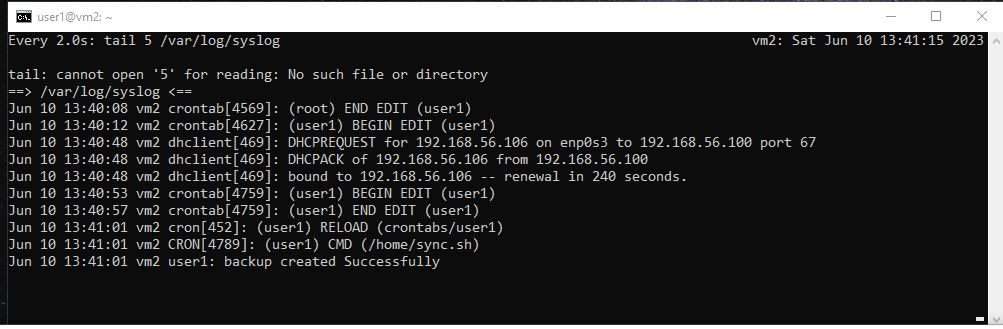 user1@vm2: ~
Every 2.0s: tail 5 /var/log/syslog vm2: Sat Jun 10 13:41:15 2023
tail: cannot open '5' for reading: No such file or directory
==> /var/log/syslog <==
Jun 10 13:40:08 vm2 crontab[4569]: (root) END EDIT (user1)
Jun 10 13:40:12 vm2 crontab[4627]: (user1) BEGIN EDIT (user1)
Jun 10 13:40:48 vm2 dhclient[469]: DHCPREQUEST for 192.168.56.106 on enp0s3 to 192.168.56.100 port 67
Jun 10 13:40:48 vm2 dhclient[469]: DHCPACK of 192.168.56.106 from 192.168.56.100
Jun 10 13:40:48 vm2 dhclient[469]: bound to 192.168.56.106 -- renewal in 240 seconds.
Jun 10 13:40:53 vm2 crontab[4759]: (user1) BEGIN EDIT (user1)
Jun 10 13:40:57 vm2 crontab[4759]: (user1) END EDIT (user1)
Jun 10 13:41:01 vm2 cron[452]: (user1) RELOAD (crontabs/user1)
Jun 10 13:41:01 vm2 CRON[4789]: (user1) CMD (/home/sync.sh)
Jun 10 13:41:01 vm2 user1: backup created Successfully